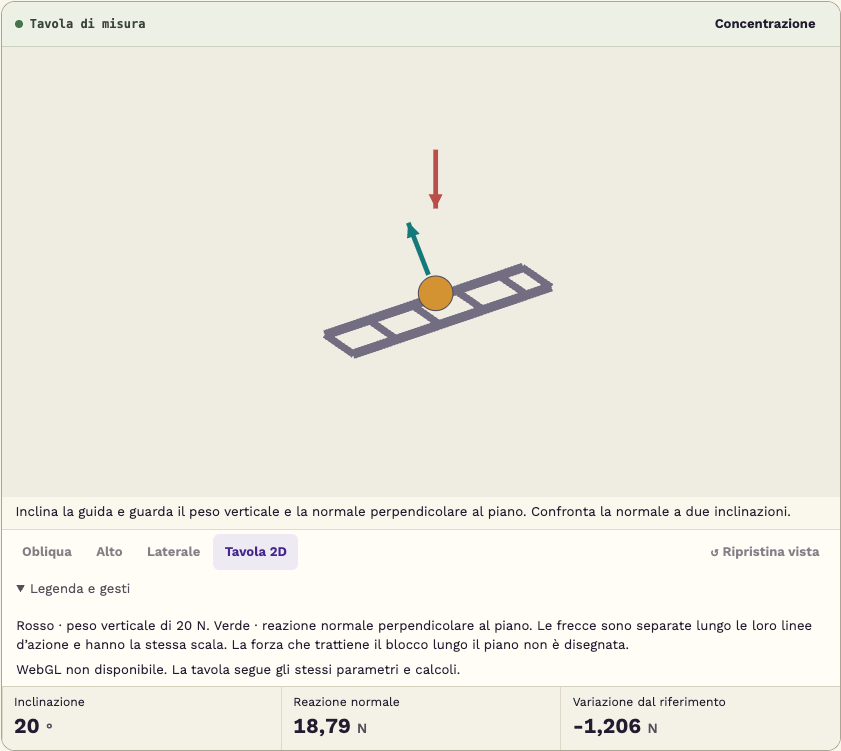 Tavola di misura
Concentrazione
Inclina la guida e guarda il peso verticale e la normale perpendicolare al piano. Confronta la normale a due inclinazioni.
Obliqua Alto Laterale Tavola 2D ↺ Ripristina vista
▼ Legenda e gesti
Rosso · peso verticale di 20 N. Verde · reazione normale perpendicolare al piano. Le frecce sono separate lungo le loro linee
d’azione e hanno la stessa scala. La forza che trattiene il blocco lungo il piano non è disegnata.
WebGL non disponibile. La tavola segue gli stessi parametri e calcoli.
Inclinazione
20 °
Reazione normale
18,79 N
Variazione dal riferimento
-1,206 N